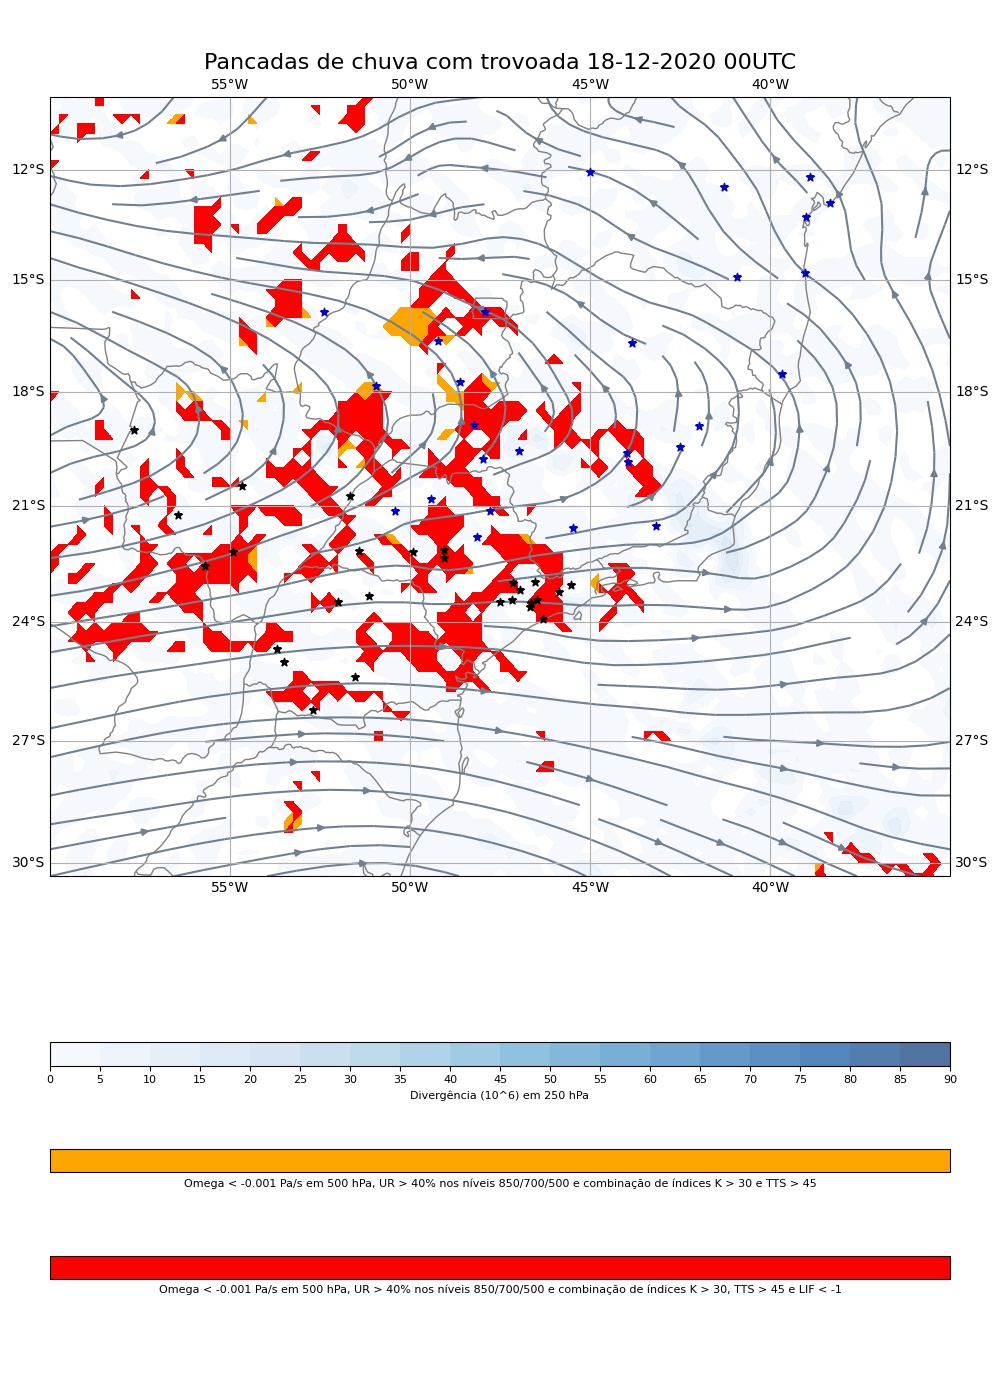 Pancadas de chuva com trovoada 18-12-2020 00UTC
55°W 50°W 45°W 40°W
12°S 12°S
15°S 15°S
18°S 18°S
21°S 21°S
24°S 24°S
27°S 27°S
30°S 30°S
55°W 50°W 45°W 40°W
0 5 10 15 20 25 30 35 40 45 50 55 60 65 70 75 80 85 90
Divergência (10^6) em 250 hPa
Omega < -0.001 Pa/s em 500 hPa, UR > 40% nos níveis 850/700/500 e combinação de índices K > 30 e TTS > 45
Omega < -0.001 Pa/s em 500 hPa, UR > 40% nos níveis 850/700/500 e combinação de índices K > 30, TTS > 45 e LIF < -1